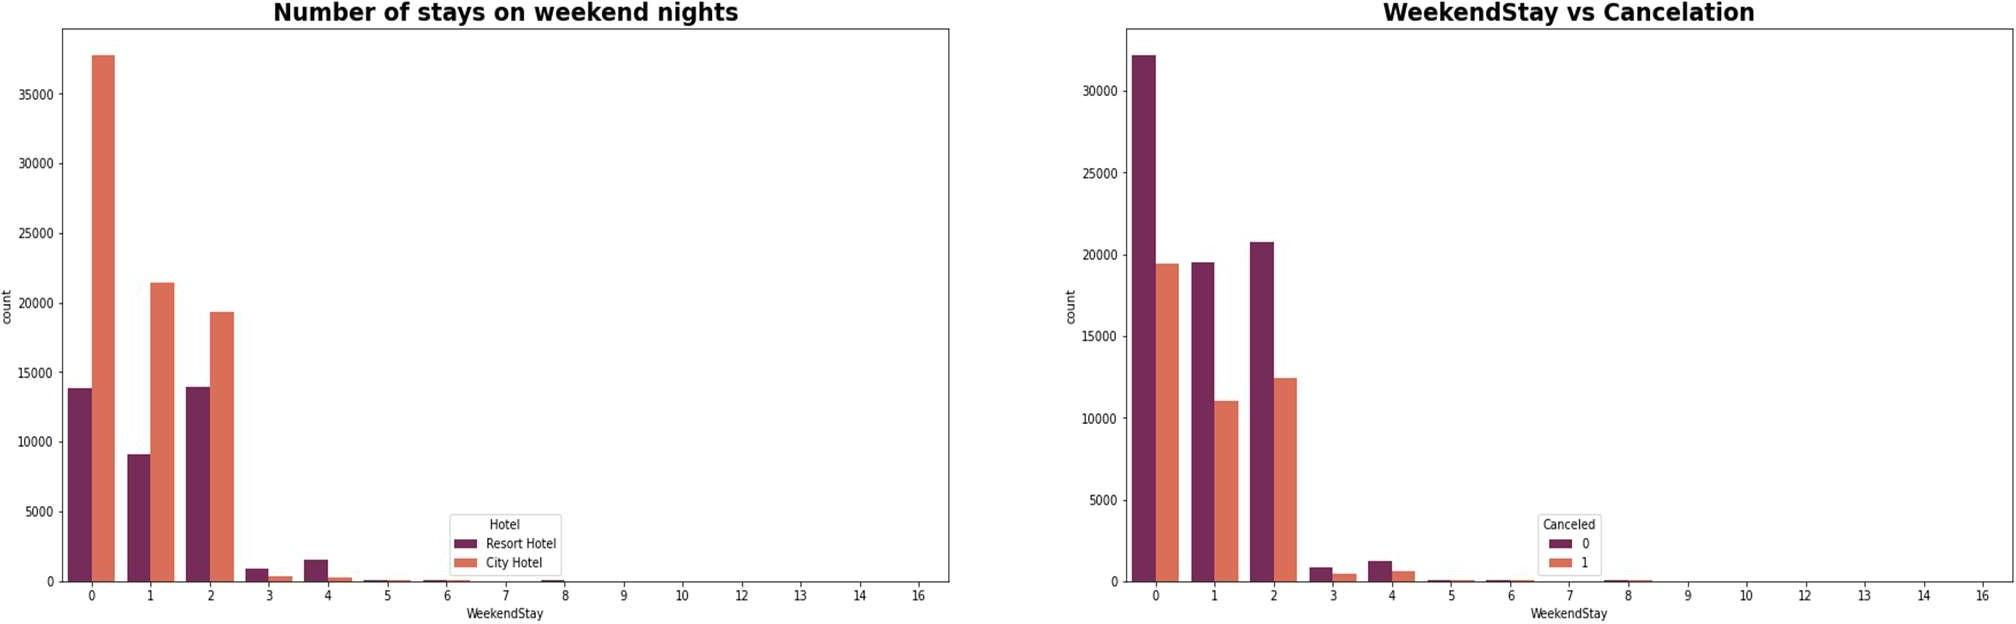 Number of stays on weekend nights
35000
30000
25000
20000
15000
10000
5000
0
count
0 1 2 3 4 5 6 7 8 9 10 12 13 14 16
WeekendStay
Hotel
Resort Hotel
City Hotel
WeekendStay vs Cancelation
30000
25000
20000
15000
10000
5000
0
count
0 1 2 3 4 5 6 7 8 9 10 12 13 14 16
WeekendStay
Canceled
0
1